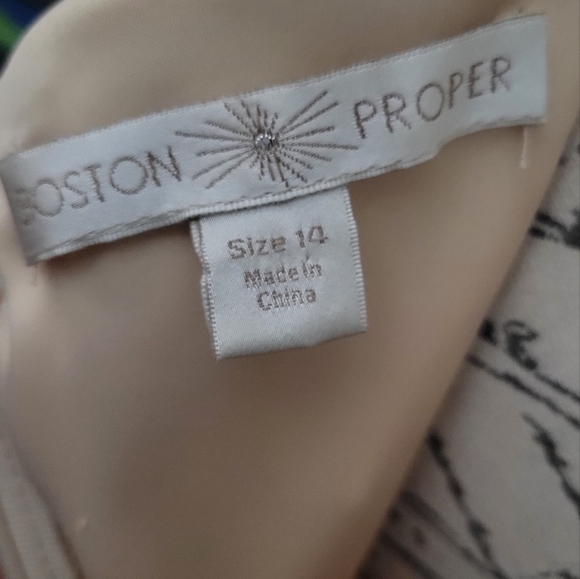 BOSTON PROPER
Size 14
Made in
China